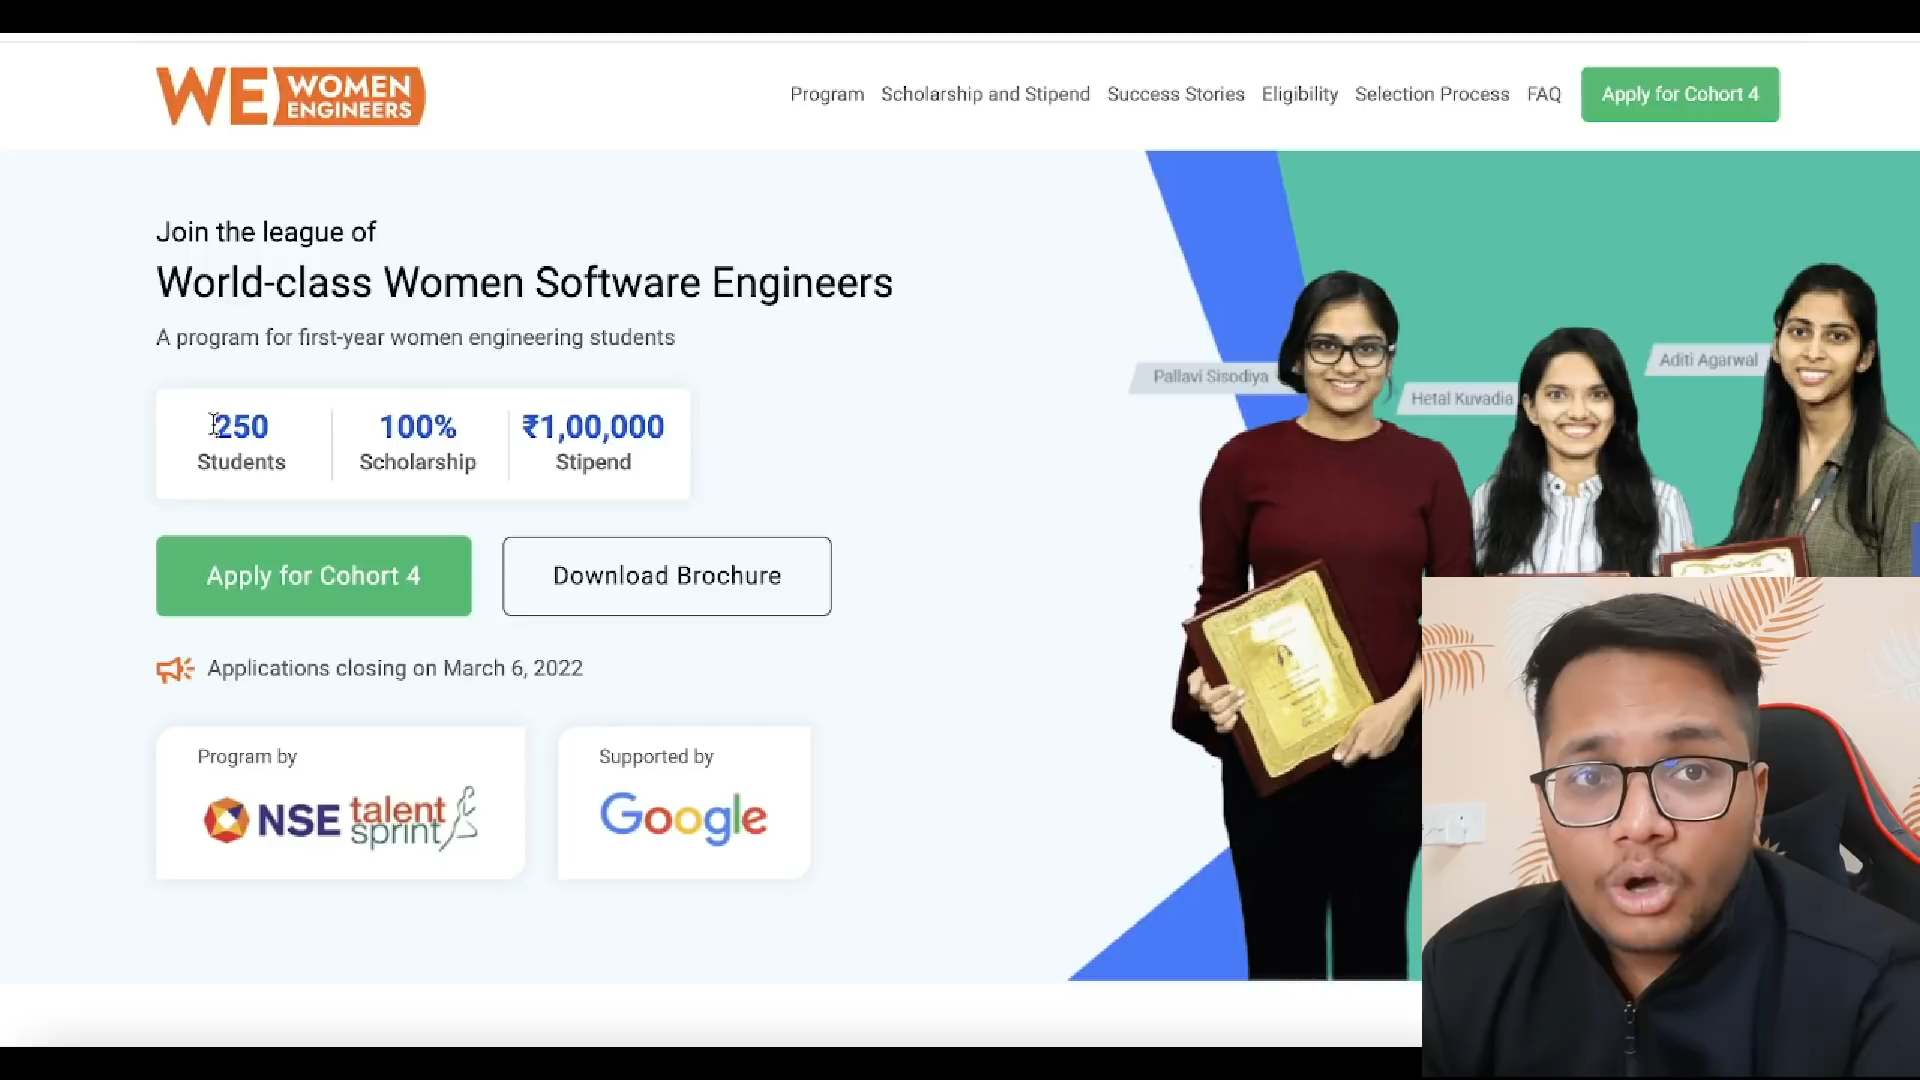 WE WOMEN
ENGINEERS
Program
Scholarship and Stipend
Success Stories
Eligibility
Selection Process
FAQ
Apply for Cohort 4
Join the league of
World-class Women Software Engineers
A program for first-year women engineering students
250
Students
100%
Scholarship
₹1,00,000
Stipend
Apply for Cohort 4
Download Brochure
Applications closing on March 6, 2022
Program by
NSE talent
sprint
Supported by
Google
Pallavi Sisodiya
Hetal Kuvadia
Aditi Agarwal